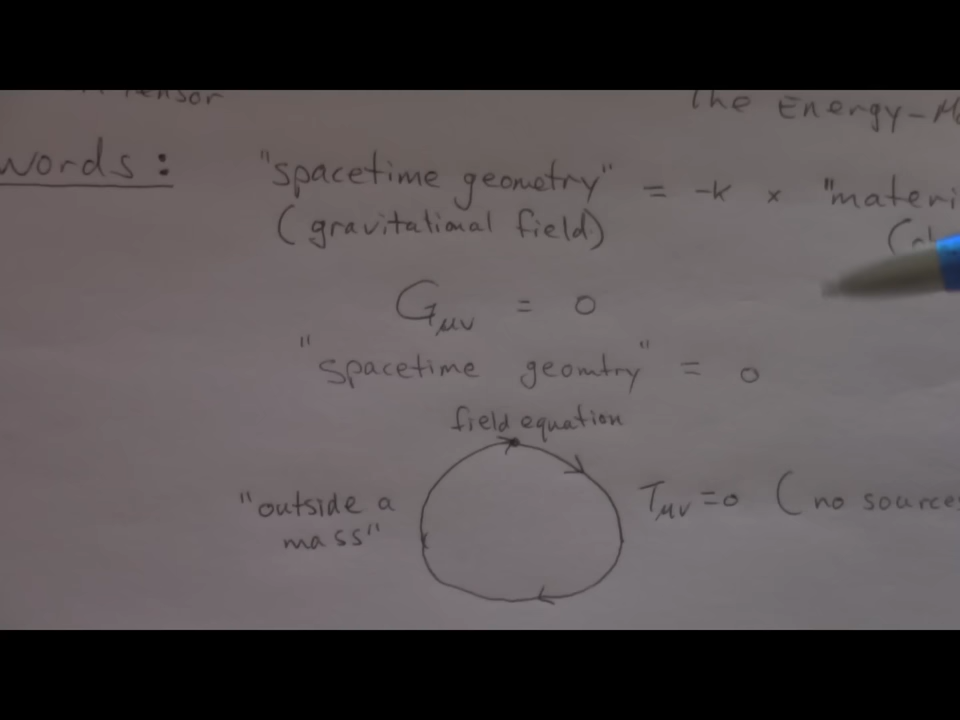 The Energy-
words:
"spacetime geometry" = -k x
(gravitational field)
Gμν = 0
"spacetime geomtry" = 0
field equation
"outside a
mass"
Tμν = 0 (no sources